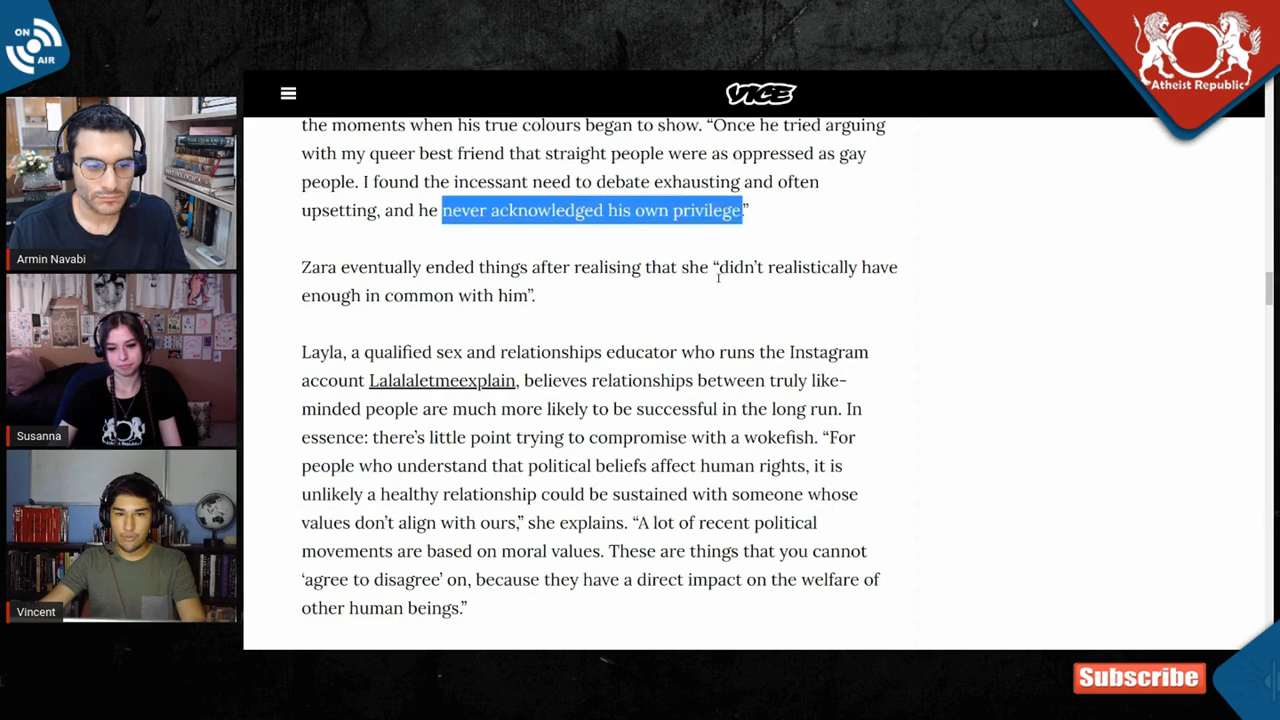 ON
AIR
Atheist Republic
VICE
the moments when his true colours began to show. “Once he tried arguing
with my queer best friend that straight people were as oppressed as gay
people. I found the incessant need to debate exhausting and often
upsetting, and he never acknowledged his own privilege.”
Zara eventually ended things after realising that she “didn’t realistically have
enough in common with him”.
Layla, a qualified sex and relationships educator who runs the Instagram
account Lalalaletmeexplain, believes relationships between truly like-
minded people are much more likely to be successful in the long run. In
essence: there’s little point trying to compromise with a wokefish. “For
people who understand that political beliefs affect human rights, it is
unlikely a healthy relationship could be sustained with someone whose
values don’t align with ours,” she explains. “A lot of recent political
movements are based on moral values. These are things that you cannot
‘agree to disagree’ on, because they have a direct impact on the welfare of
other human beings.”
Armin Navabi
Susanna
Vincent
Subscribe